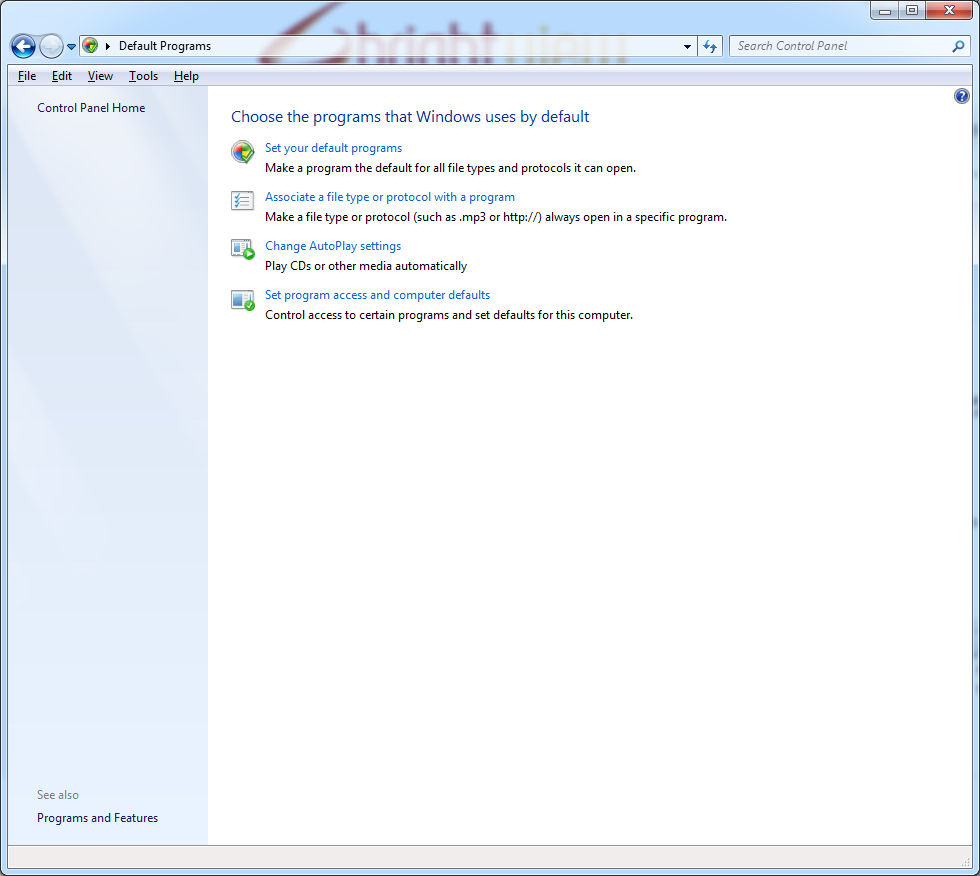 brightview
Default Programs
Search Control Panel
File Edit View Tools Help
Control Panel Home
Choose the programs that Windows uses by default
Set your default programs
Make a program the default for all file types and protocols it can open.
Associate a file type or protocol with a program
Make a file type or protocol (such as .mp3 or http://) always open in a specific program.
Change AutoPlay settings
Play CDs or other media automatically
Set program access and computer defaults
Control access to certain programs and set defaults for this computer.
See also
Programs and Features